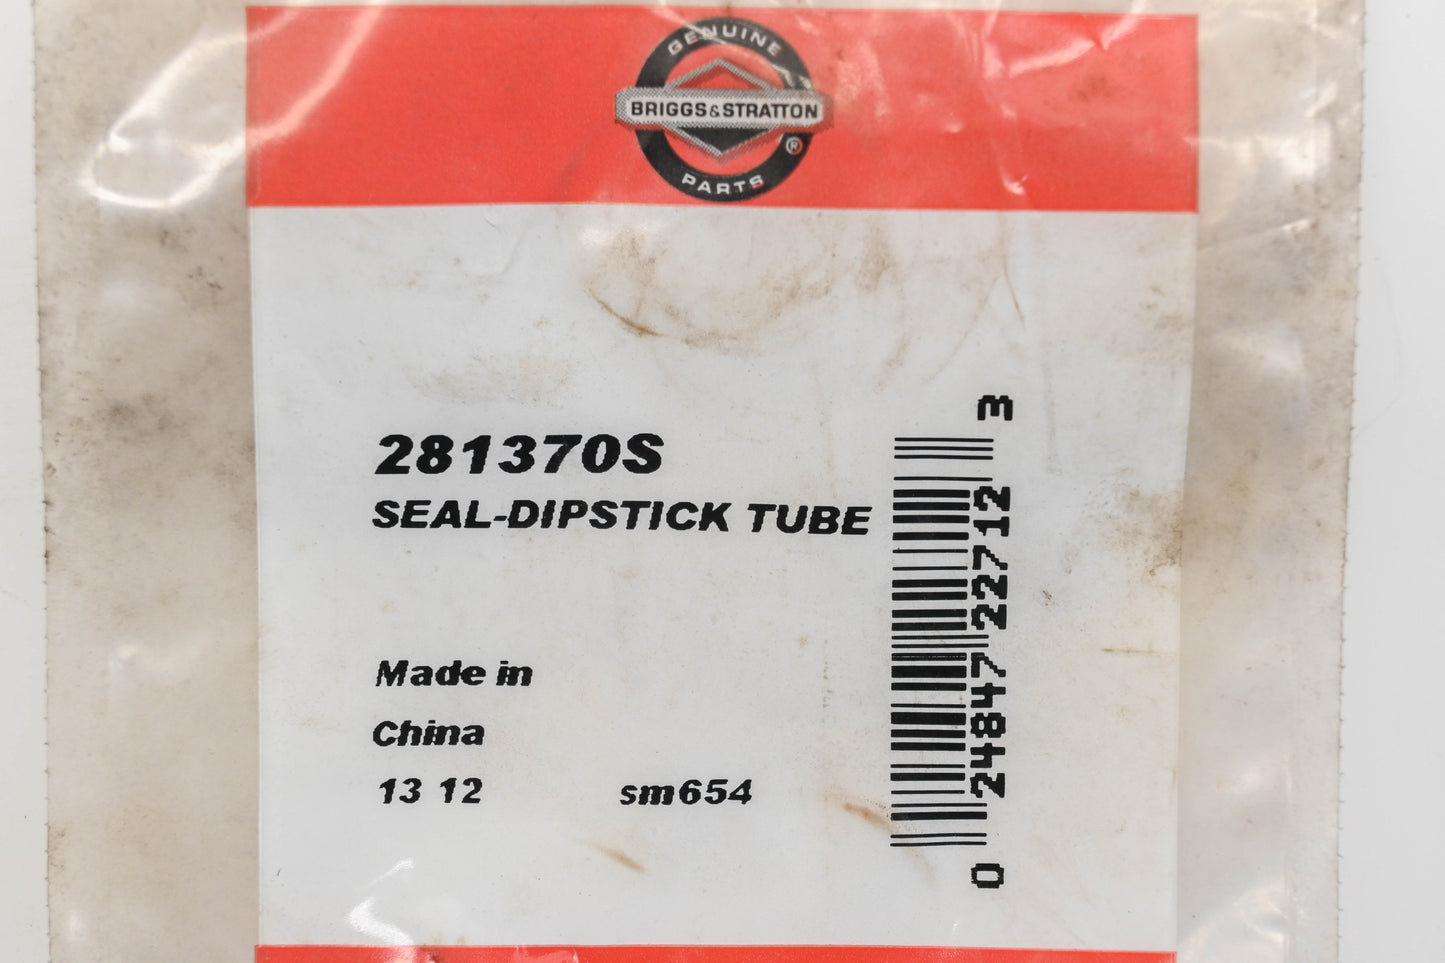 GENUINE
BRIGGS&STRATTON
®
PARTS
281370S
SEAL-DIPSTICK TUBE
Made in
China
13 12 sm654
0 24847 22712 3